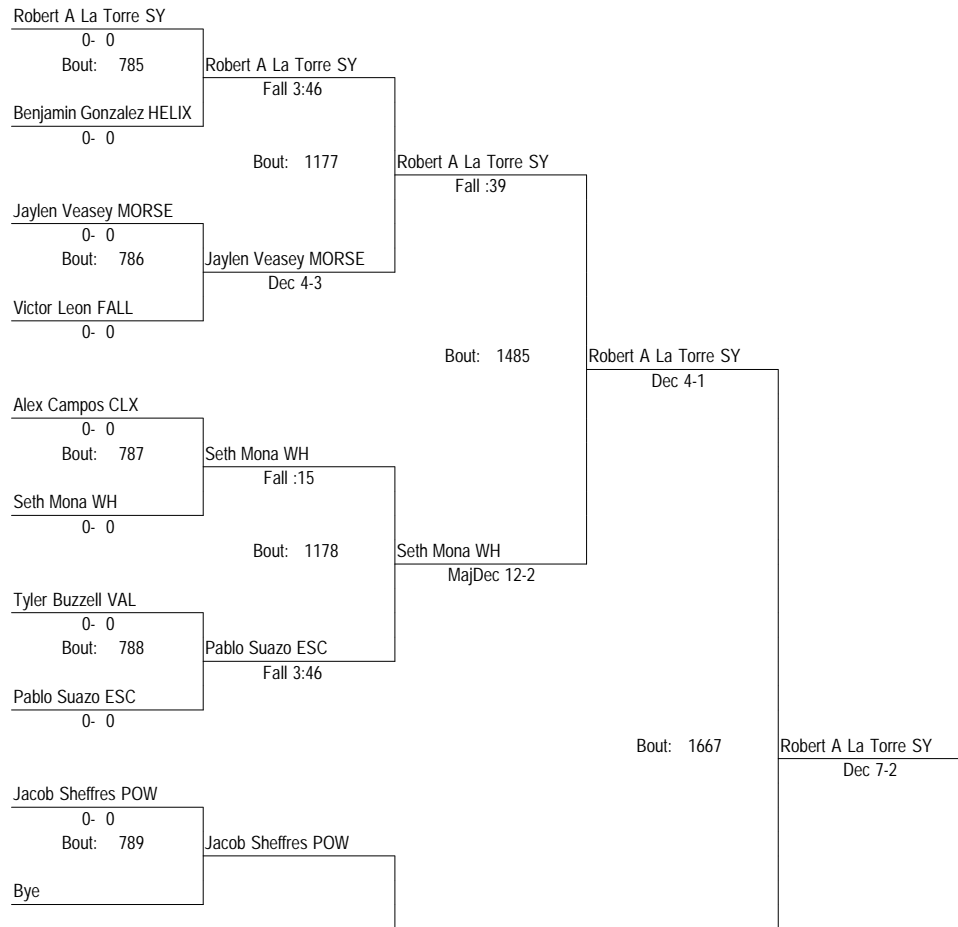 Robert A La Torre SY
0- 0
Bout: 785 Robert A La Torre SY
Fall 3:46
Benjamin Gonzalez HELIX
0- 0
Bout: 1177 Robert A La Torre SY
Fall :39
Jaylen Veasey MORSE
0- 0
Bout: 786 Jaylen Veasey MORSE
Dec 4-3
Victor Leon FALL
0- 0
Bout: 1485 Robert A La Torre SY
Dec 4-1
Alex Campos CLX
0- 0
Bout: 787 Seth Mona WH
Fall :15
Seth Mona WH
0- 0
Bout: 1178 Seth Mona WH
MajDec 12-2
Tyler Buzzell VAL
0- 0
Bout: 788 Pablo Suazo ESC
Fall 3:46
Pablo Suazo ESC
0- 0
Bout: 1667 Robert A La Torre SY
Dec 7-2
Jacob Sheffres POW
0- 0
Bout: 789 Jacob Sheffres POW
Bye